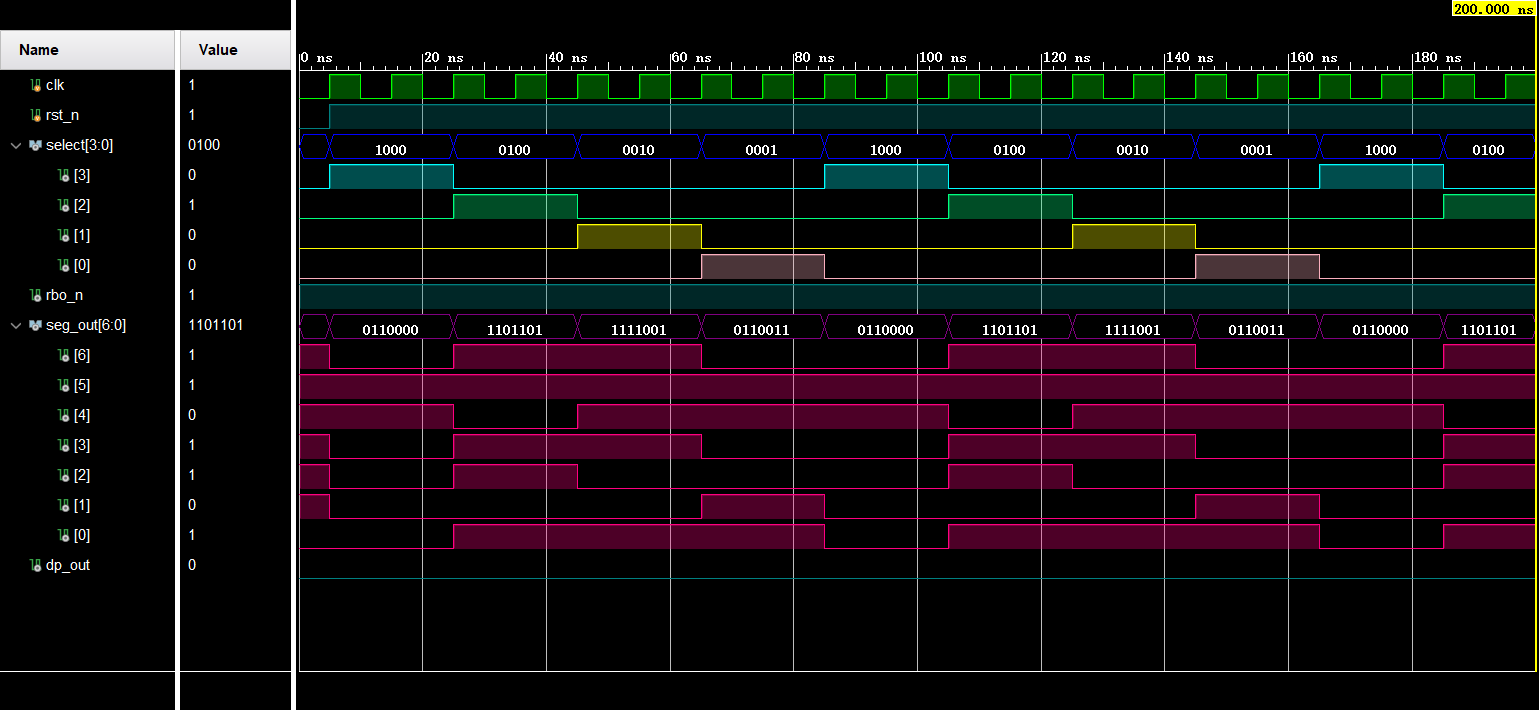 200.000 ns
Name Value
0 ns 20 ns 40 ns 60 ns 80 ns 100 ns 120 ns 140 ns 160 ns 180 ns
clk 1
rst_n 1
select[3:0] 0100 1000 0100 0010 0001 1000 0100 0010 0001 1000 0100
[3] 0
[2] 1
[1] 0
[0] 0
rbo_n 1
seg_out[6:0] 1101101 0110000 1101101 1111001 0110011 0110000 1101101 1111001 0110011 0110000 1101101
[6] 1
[5] 1
[4] 0
[3] 1
[2] 1
[1] 0
[0] 1
dp_out 0